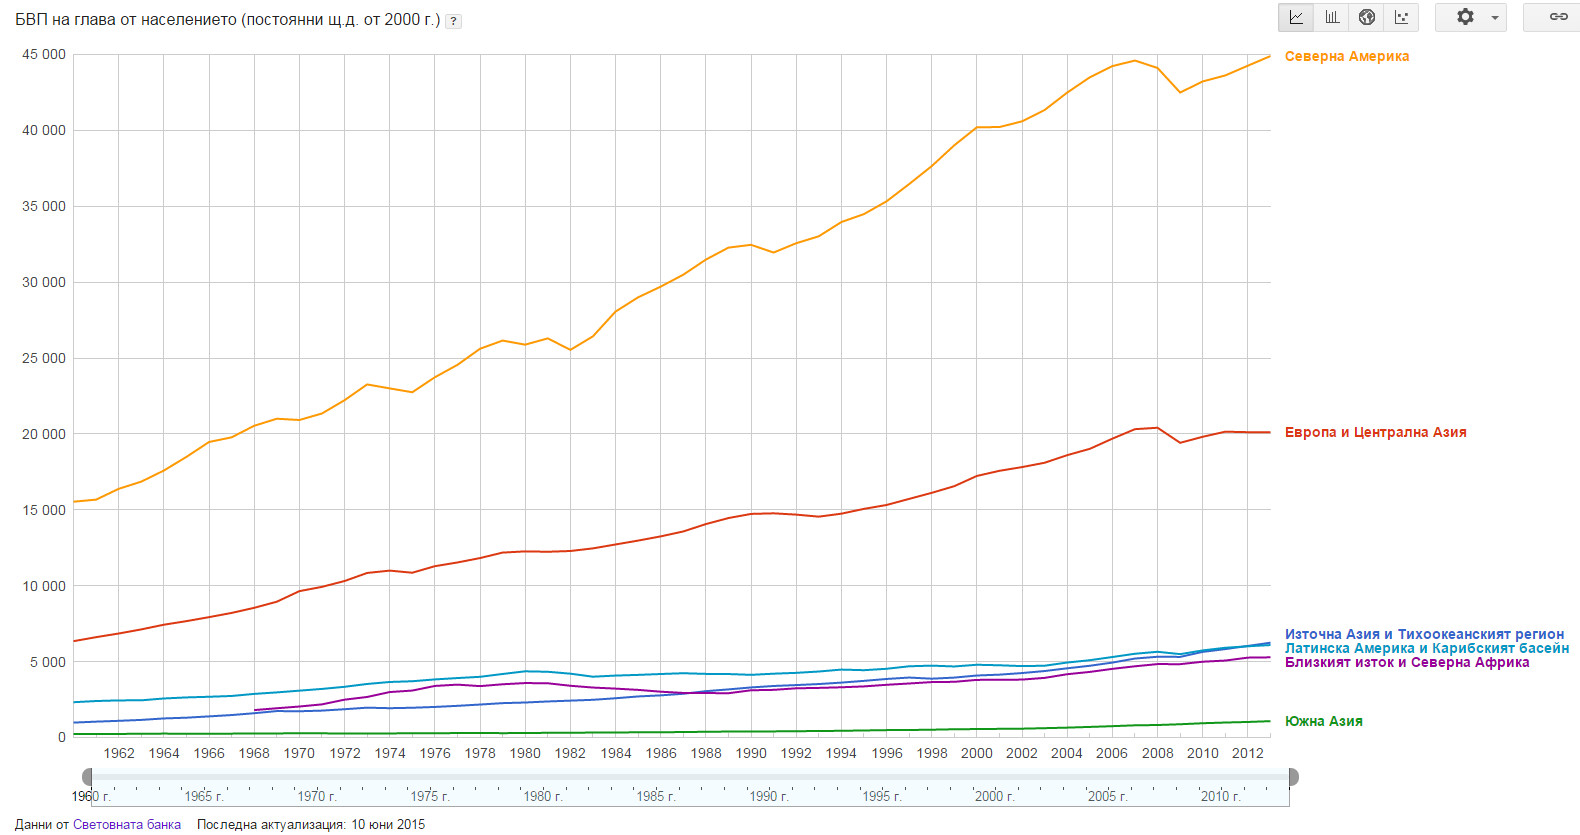 БВП на глава от населението (постоянни щ.д. от 2000 г.) ?
45 000
40 000
35 000
30 000
25 000
20 000
15 000
10 000
5 000
0
Северна Америка
Европа и Централна Азия
Източна Азия и Тихоокеанският регион
Латинска Америка и Карибският басейн
Близкият изток и Северна Африка
Южна Азия
1962 1964 1966 1968 1970 1972 1974 1976 1978 1980 1982 1984 1986 1988 1990 1992 1994 1996 1998 2000 2002 2004 2006 2008 2010 2012
1960 г. 1965 г. 1970 г. 1975 г. 1980 г. 1985 г. 1990 г. 1995 г. 2000 г. 2005 г. 2010 г.
Данни от Световната банка Последна актуализация: 10 юни 2015